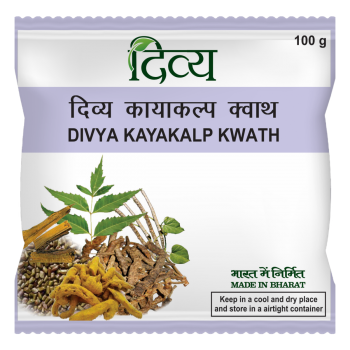 100 g
दिव्य
दिव्य कायाकल्प क्वाथ
DIVYA KAYAKALP KWATH
भारत में निर्मित
MADE IN BHARAT
Keep in a cool and dry place
and store in a airtight container